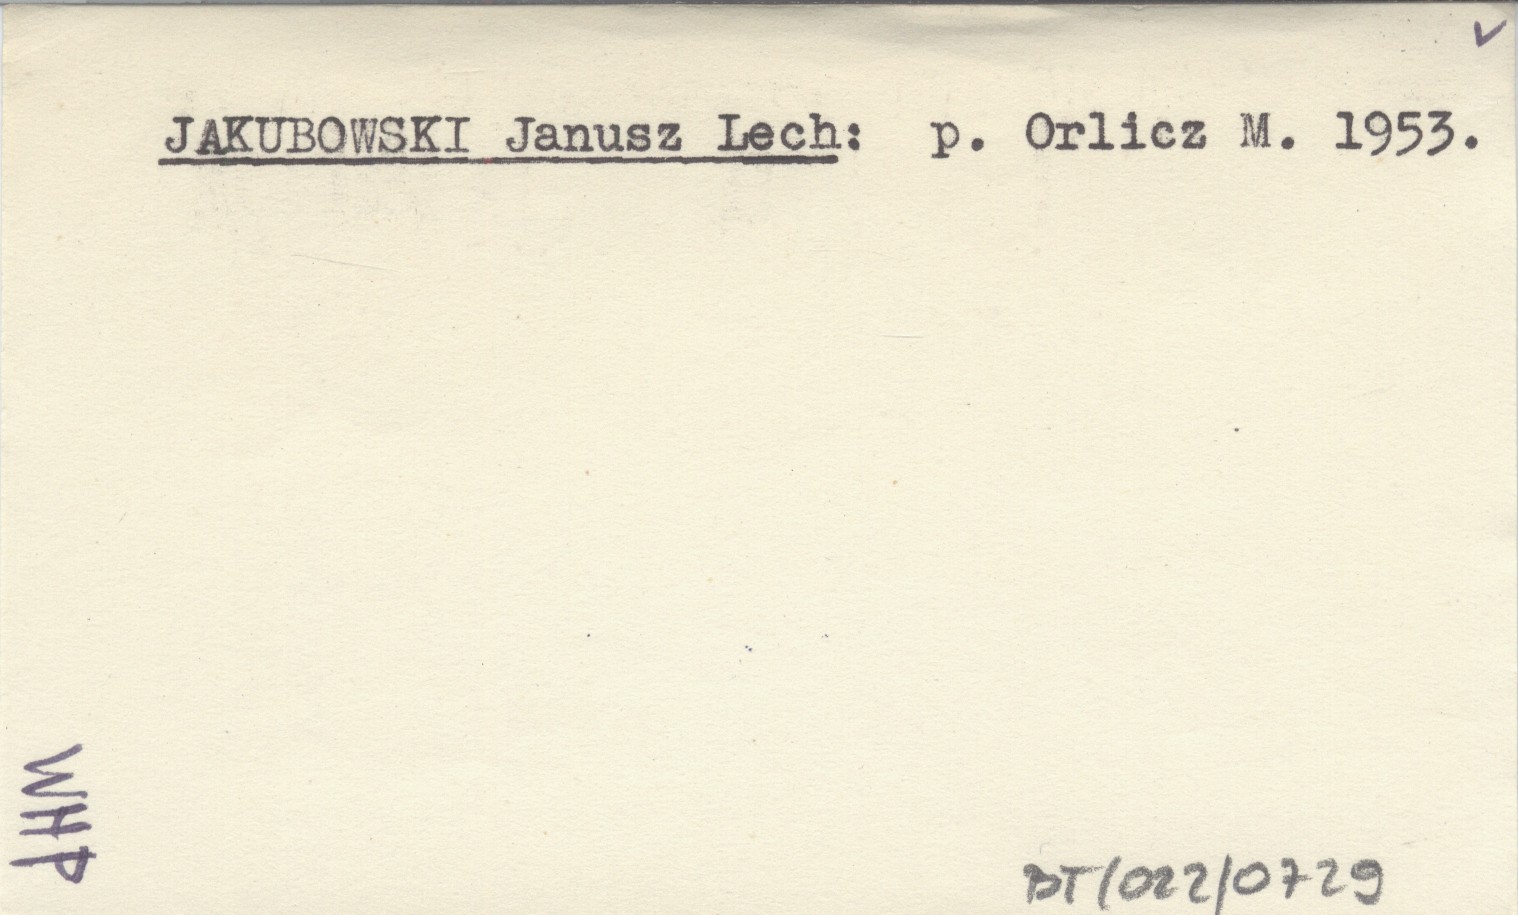 JAKUBOWSKI Janusz Lech: p. Orlicz M. 1953.
WHP
BT/022/0729